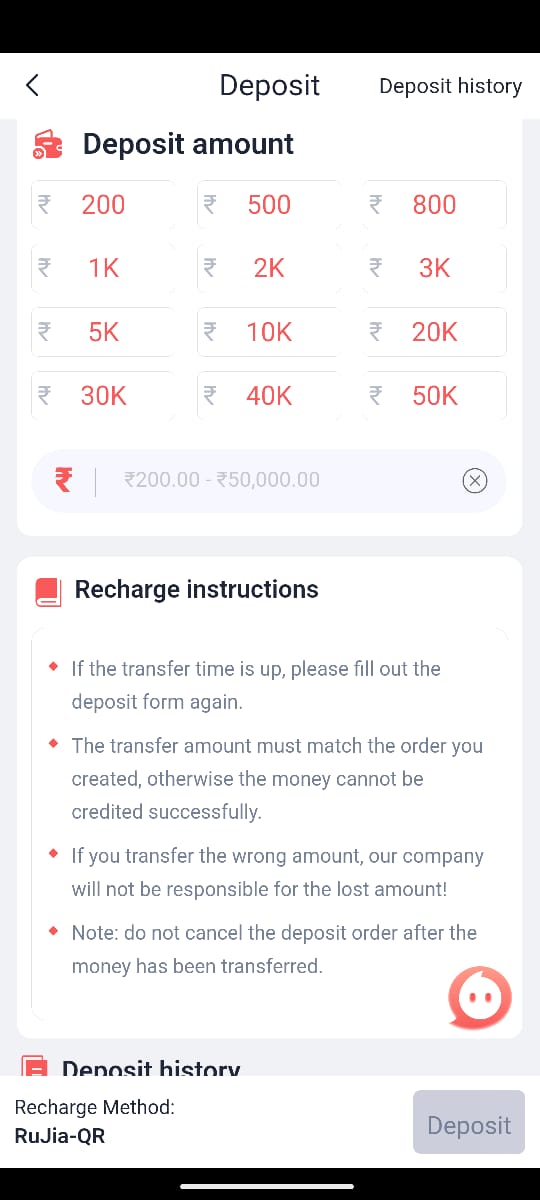 Deposit
Deposit history
Deposit amount
₹ 200 ₹ 500 ₹ 800
₹ 1K ₹ 2K ₹ 3K
₹ 5K ₹ 10K ₹ 20K
₹ 30K ₹ 40K ₹ 50K
₹ ₹200.00 - ₹50,000.00
Recharge instructions
If the transfer time is up, please fill out the
deposit form again.
The transfer amount must match the order you
created, otherwise the money cannot be
credited successfully.
If you transfer the wrong amount, our company
will not be responsible for the lost amount!
Note: do not cancel the deposit order after the
money has been transferred.
Deposit history
Recharge Method:
RuJia-QR
Deposit